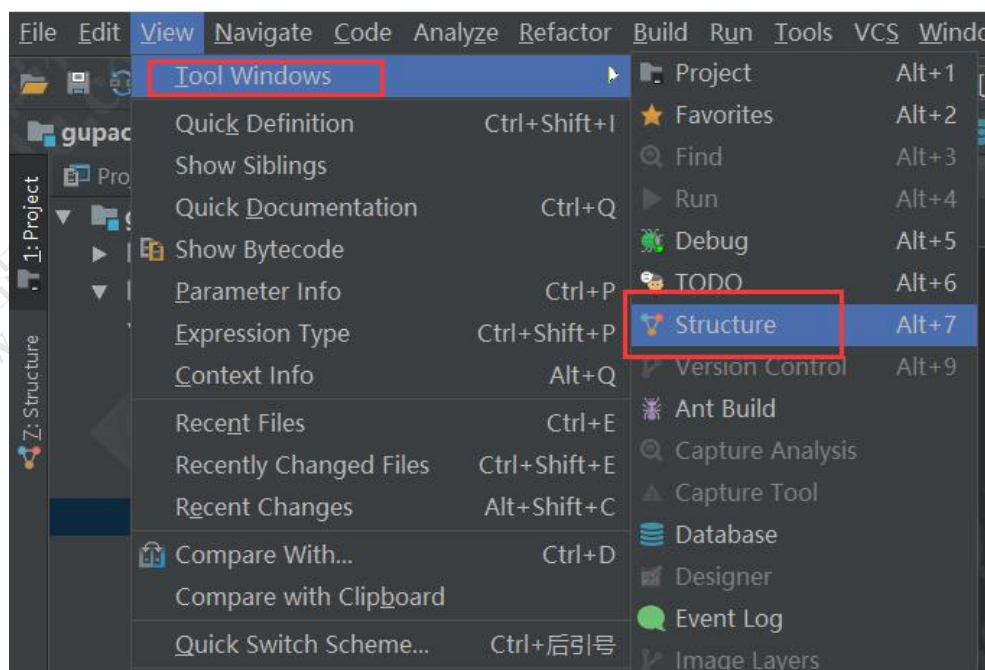 File Edit View Navigate Code Analyze Refactor Build Run Tools VCS
Tool Windows
Quick Definition Ctrl+Shift+I
Show Siblings
Quick Documentation Ctrl+Q
Show Bytecode
Parameter Info Ctrl+P
Expression Type Ctrl+Shift+P
Context Info Alt+Q
Recent Files Ctrl+E
Recently Changed Files Ctrl+Shift+E
Recent Changes Alt+Shift+C
Compare With... Ctrl+D
Compare with Clipboard
Quick Switch Scheme... Ctrl+后引号
Project Alt+1
Favorites Alt+2
Find Alt+3
Run Alt+4
Debug Alt+5
TODO Alt+6
Structure Alt+7
Version Control Alt+9
Ant Build
Capture Analysis
Capture Tool
Database
Designer
Event Log
Image Layers
gupac
Pro
1: Project
7: Structure